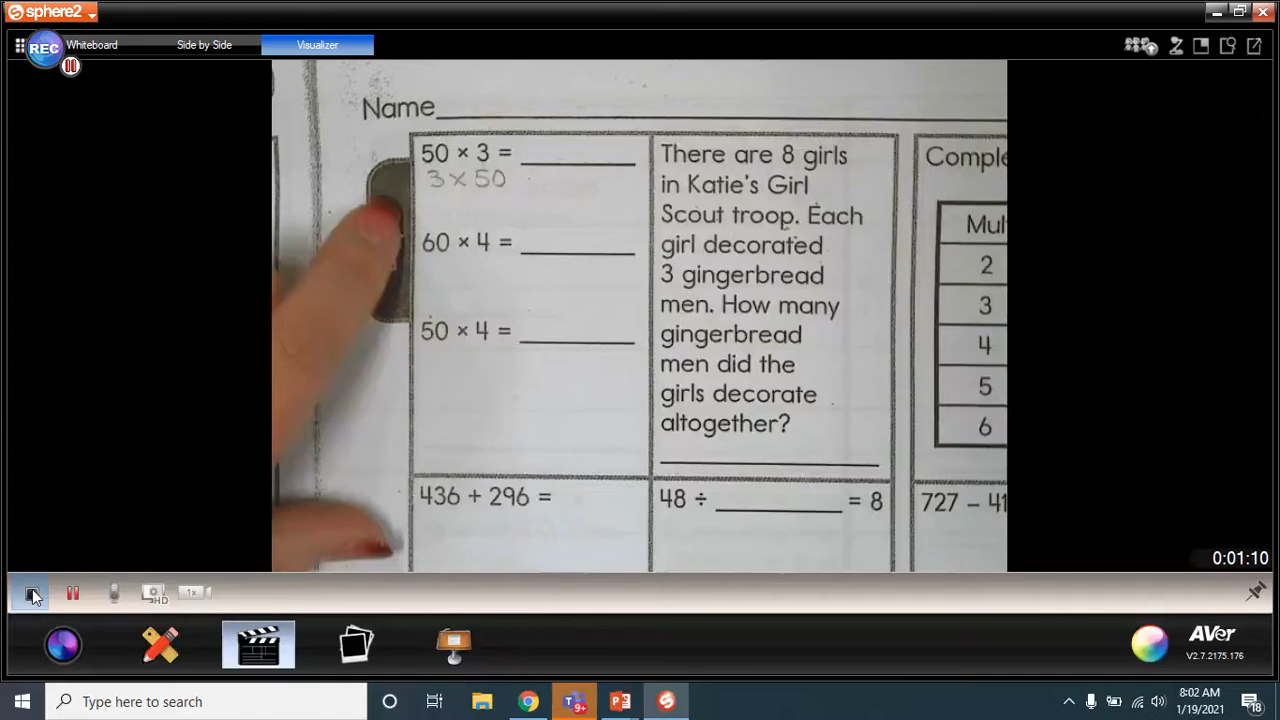 sphere2
REC
Whiteboard
Side by Side
Visualizer
Name
50 × 3 =
3 × 50
60 × 4 =
50 × 4 =
There are 8 girls
in Katie's Girl
Scout troop. Each
girl decorated
3 gingerbread
men. How many
gingerbread
men did the
girls decorate
altogether?
Comple
Mul
2
3
4
5
6
436 + 296 =
48 ÷ = 8
727 – 41
0:01:10
HD
1x
AVer
V2.7.2175.176
Type here to search
9+
8:02 AM
1/19/2021
18